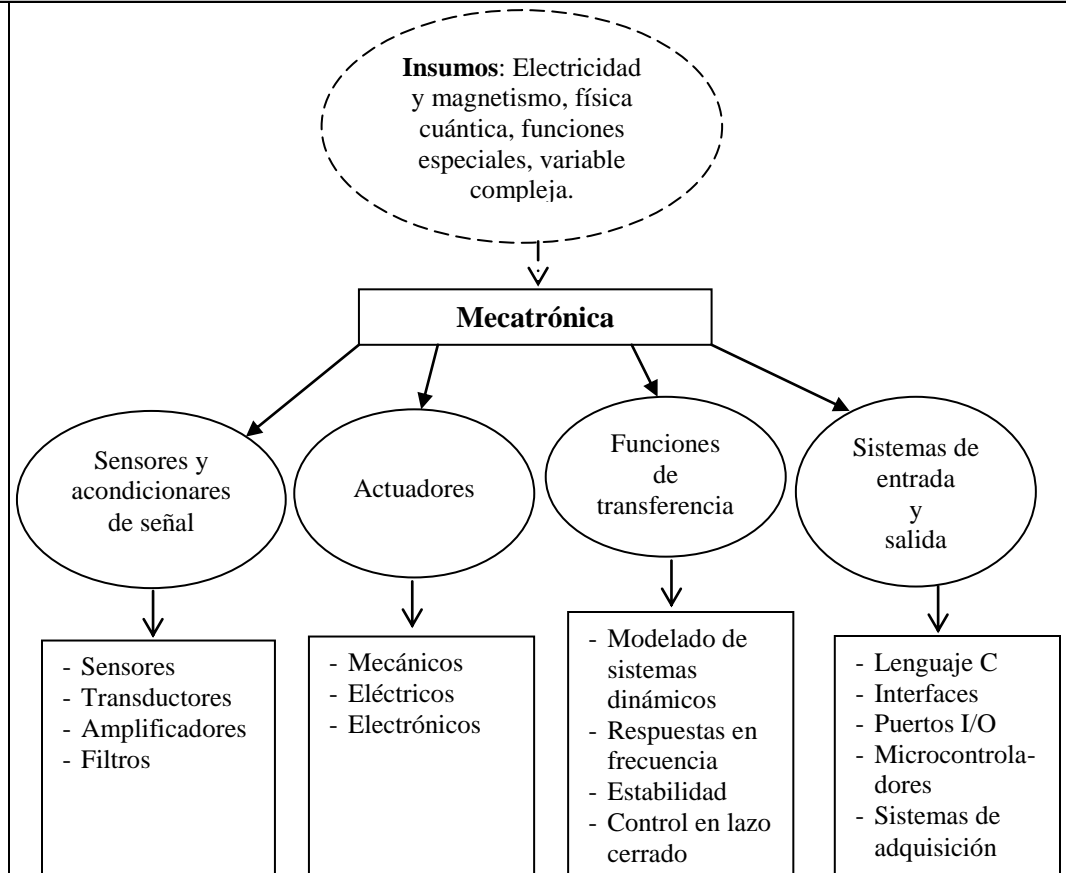 Insumos: Electricidad
y magnetismo, física
cuántica, funciones
especiales, variable
compleja.
Mecatrónica
Sensores y
acondicionares
de señal
Actuadores
Funciones
de
transferencia
Sistemas de
entrada
y
salida
- Sensores
- Transductores
- Amplificadores
- Filtros
- Mecánicos
- Eléctricos
- Electrónicos
- Modelado de
sistemas
dinámicos
- Respuestas en
frecuencia
- Estabilidad
- Control en lazo
cerrado
- Lenguaje C
- Interfaces
- Puertos I/O
- Microcontrola-
dores
- Sistemas de
adquisición